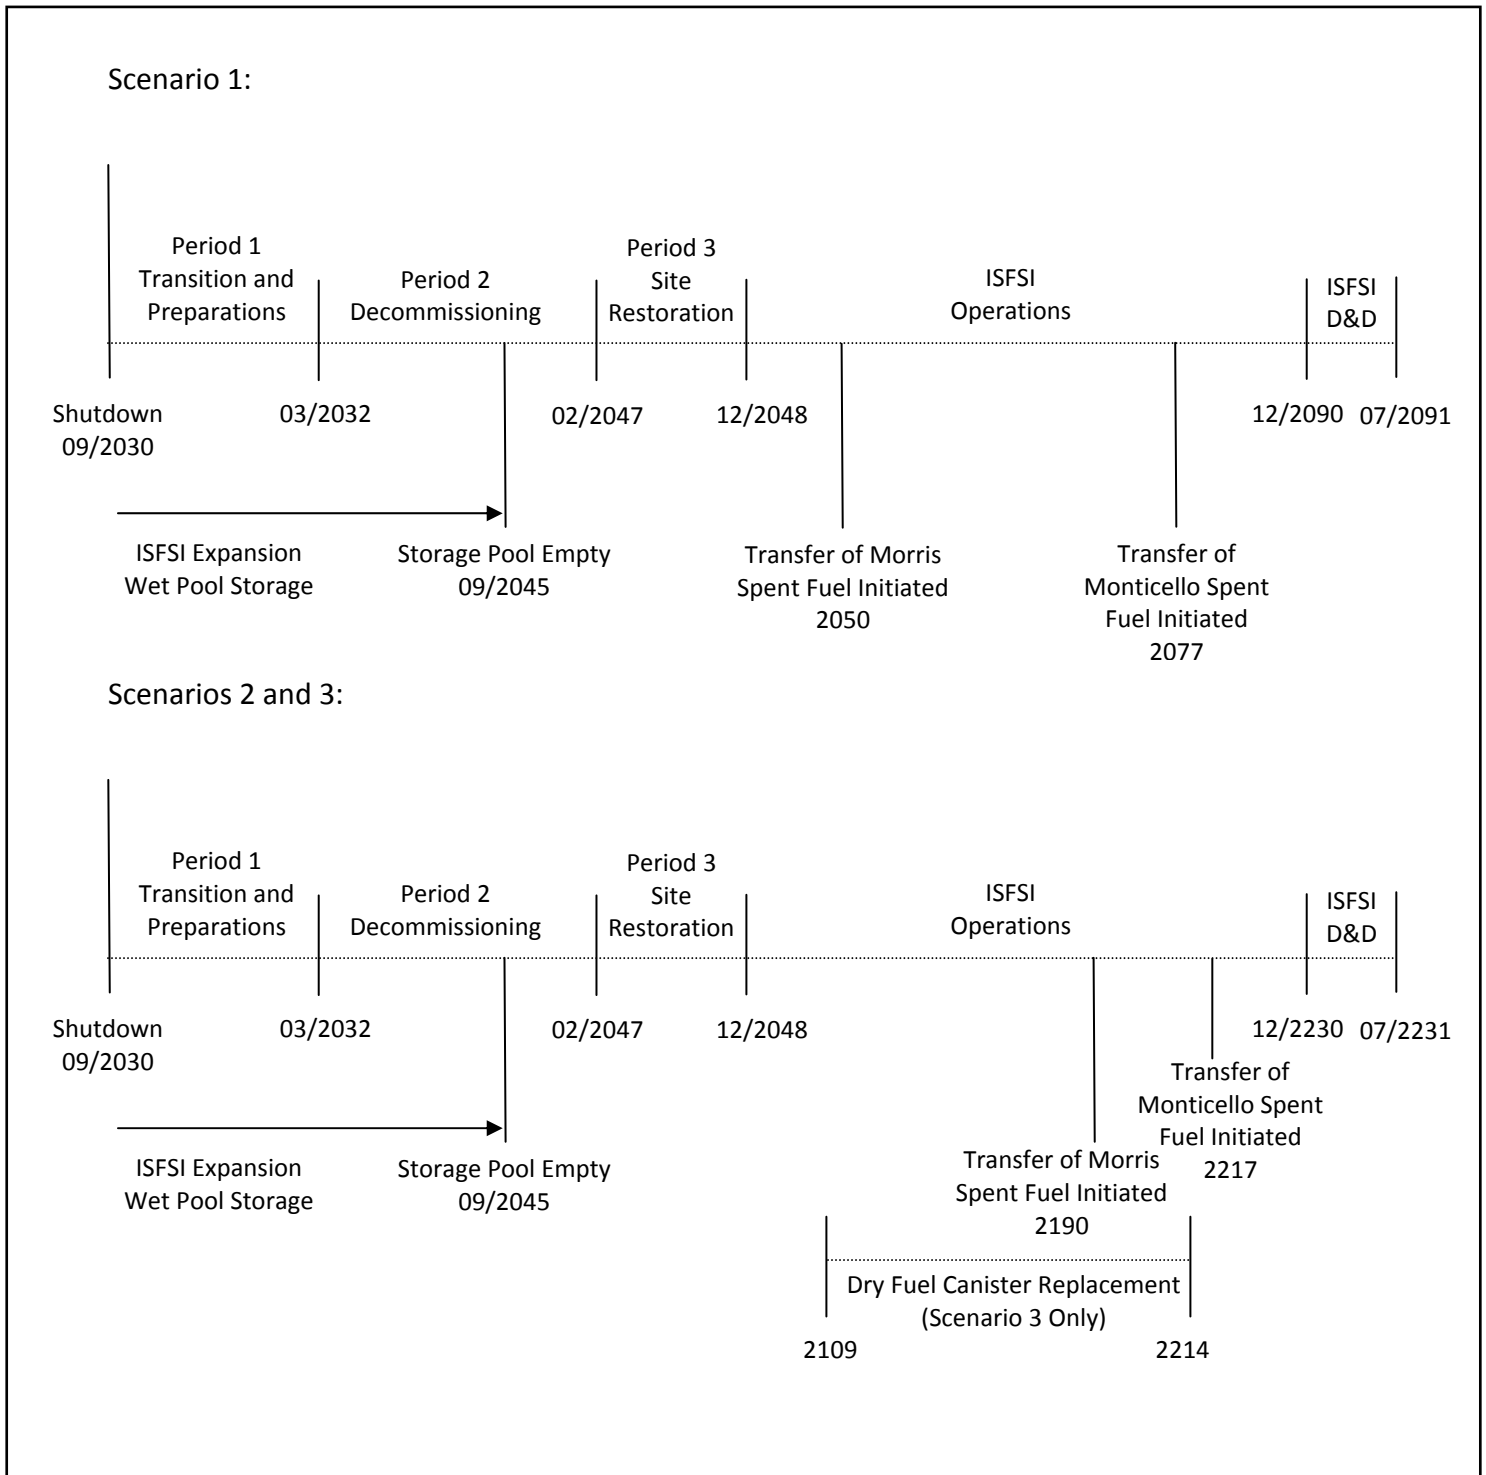 Scenario 1:
Period 1
Transition and
Preparations
Period 2
Decommissioning
Period 3
Site
Restoration
ISFSI
Operations
ISFSI
D&D
Shutdown
09/2030
03/2032
02/2047
12/2048
12/2090
07/2091
ISFSI Expansion
Wet Pool Storage
Storage Pool Empty
09/2045
Transfer of Morris
Spent Fuel Initiated
2050
Transfer of
Monticello Spent
Fuel Initiated
2077
Scenarios 2 and 3:
Period 1
Transition and
Preparations
Period 2
Decommissioning
Period 3
Site
Restoration
ISFSI
Operations
ISFSI
D&D
Shutdown
09/2030
03/2032
02/2047
12/2048
12/2230
07/2231
ISFSI Expansion
Wet Pool Storage
Storage Pool Empty
09/2045
Transfer of Morris
Spent Fuel Initiated
2190
Transfer of
Monticello Spent
Fuel Initiated
2217
Dry Fuel Canister Replacement
(Scenario 3 Only)
2109
2214